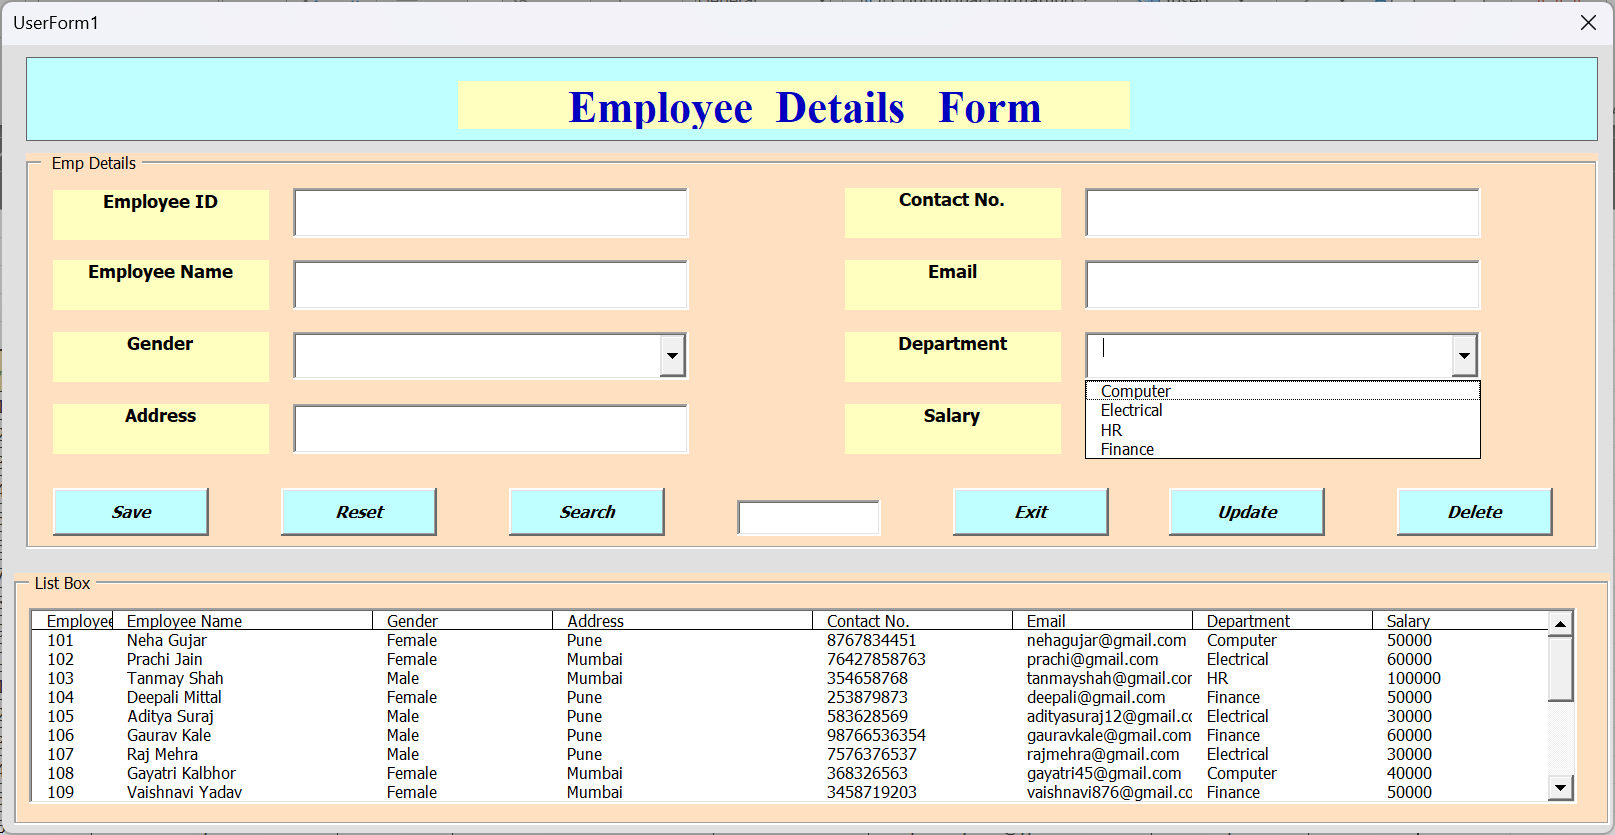 UserForm1
Employee Details Form
Emp Details
Employee ID
Contact No.
Employee Name
Email
Gender
Department
Computer
Electrical
HR
Finance
Address
Salary
Save Reset Search Exit Update Delete
List Box
Employee Employee Name Gender Address Contact No. Email Department Salary
101 Neha Gujar Female Pune 8767834451 nehagujar@gmail.com Computer 50000
102 Prachi Jain Female Mumbai 76427858763 prachi@gmail.com Electrical 60000
103 Tanmay Shah Male Mumbai 354658768 tanmayshah@gmail.cor HR 100000
104 Deepali Mittal Female Pune 253879873 deepali@gmail.com Finance 50000
105 Aditya Suraj Male Pune 583628569 adityasuraj12@gmail.cc Electrical 30000
106 Gaurav Kale Male Pune 98766536354 gauravkale@gmail.com Finance 60000
107 Raj Mehra Male Pune 7576376537 rajmehra@gmail.com Electrical 30000
108 Gayatri Kalbhor Female Mumbai 368326563 gayatri45@gmail.com Computer 40000
109 Vaishnavi Yadav Female Mumbai 3458719203 vaishnavi876@gmail.cc Finance 50000